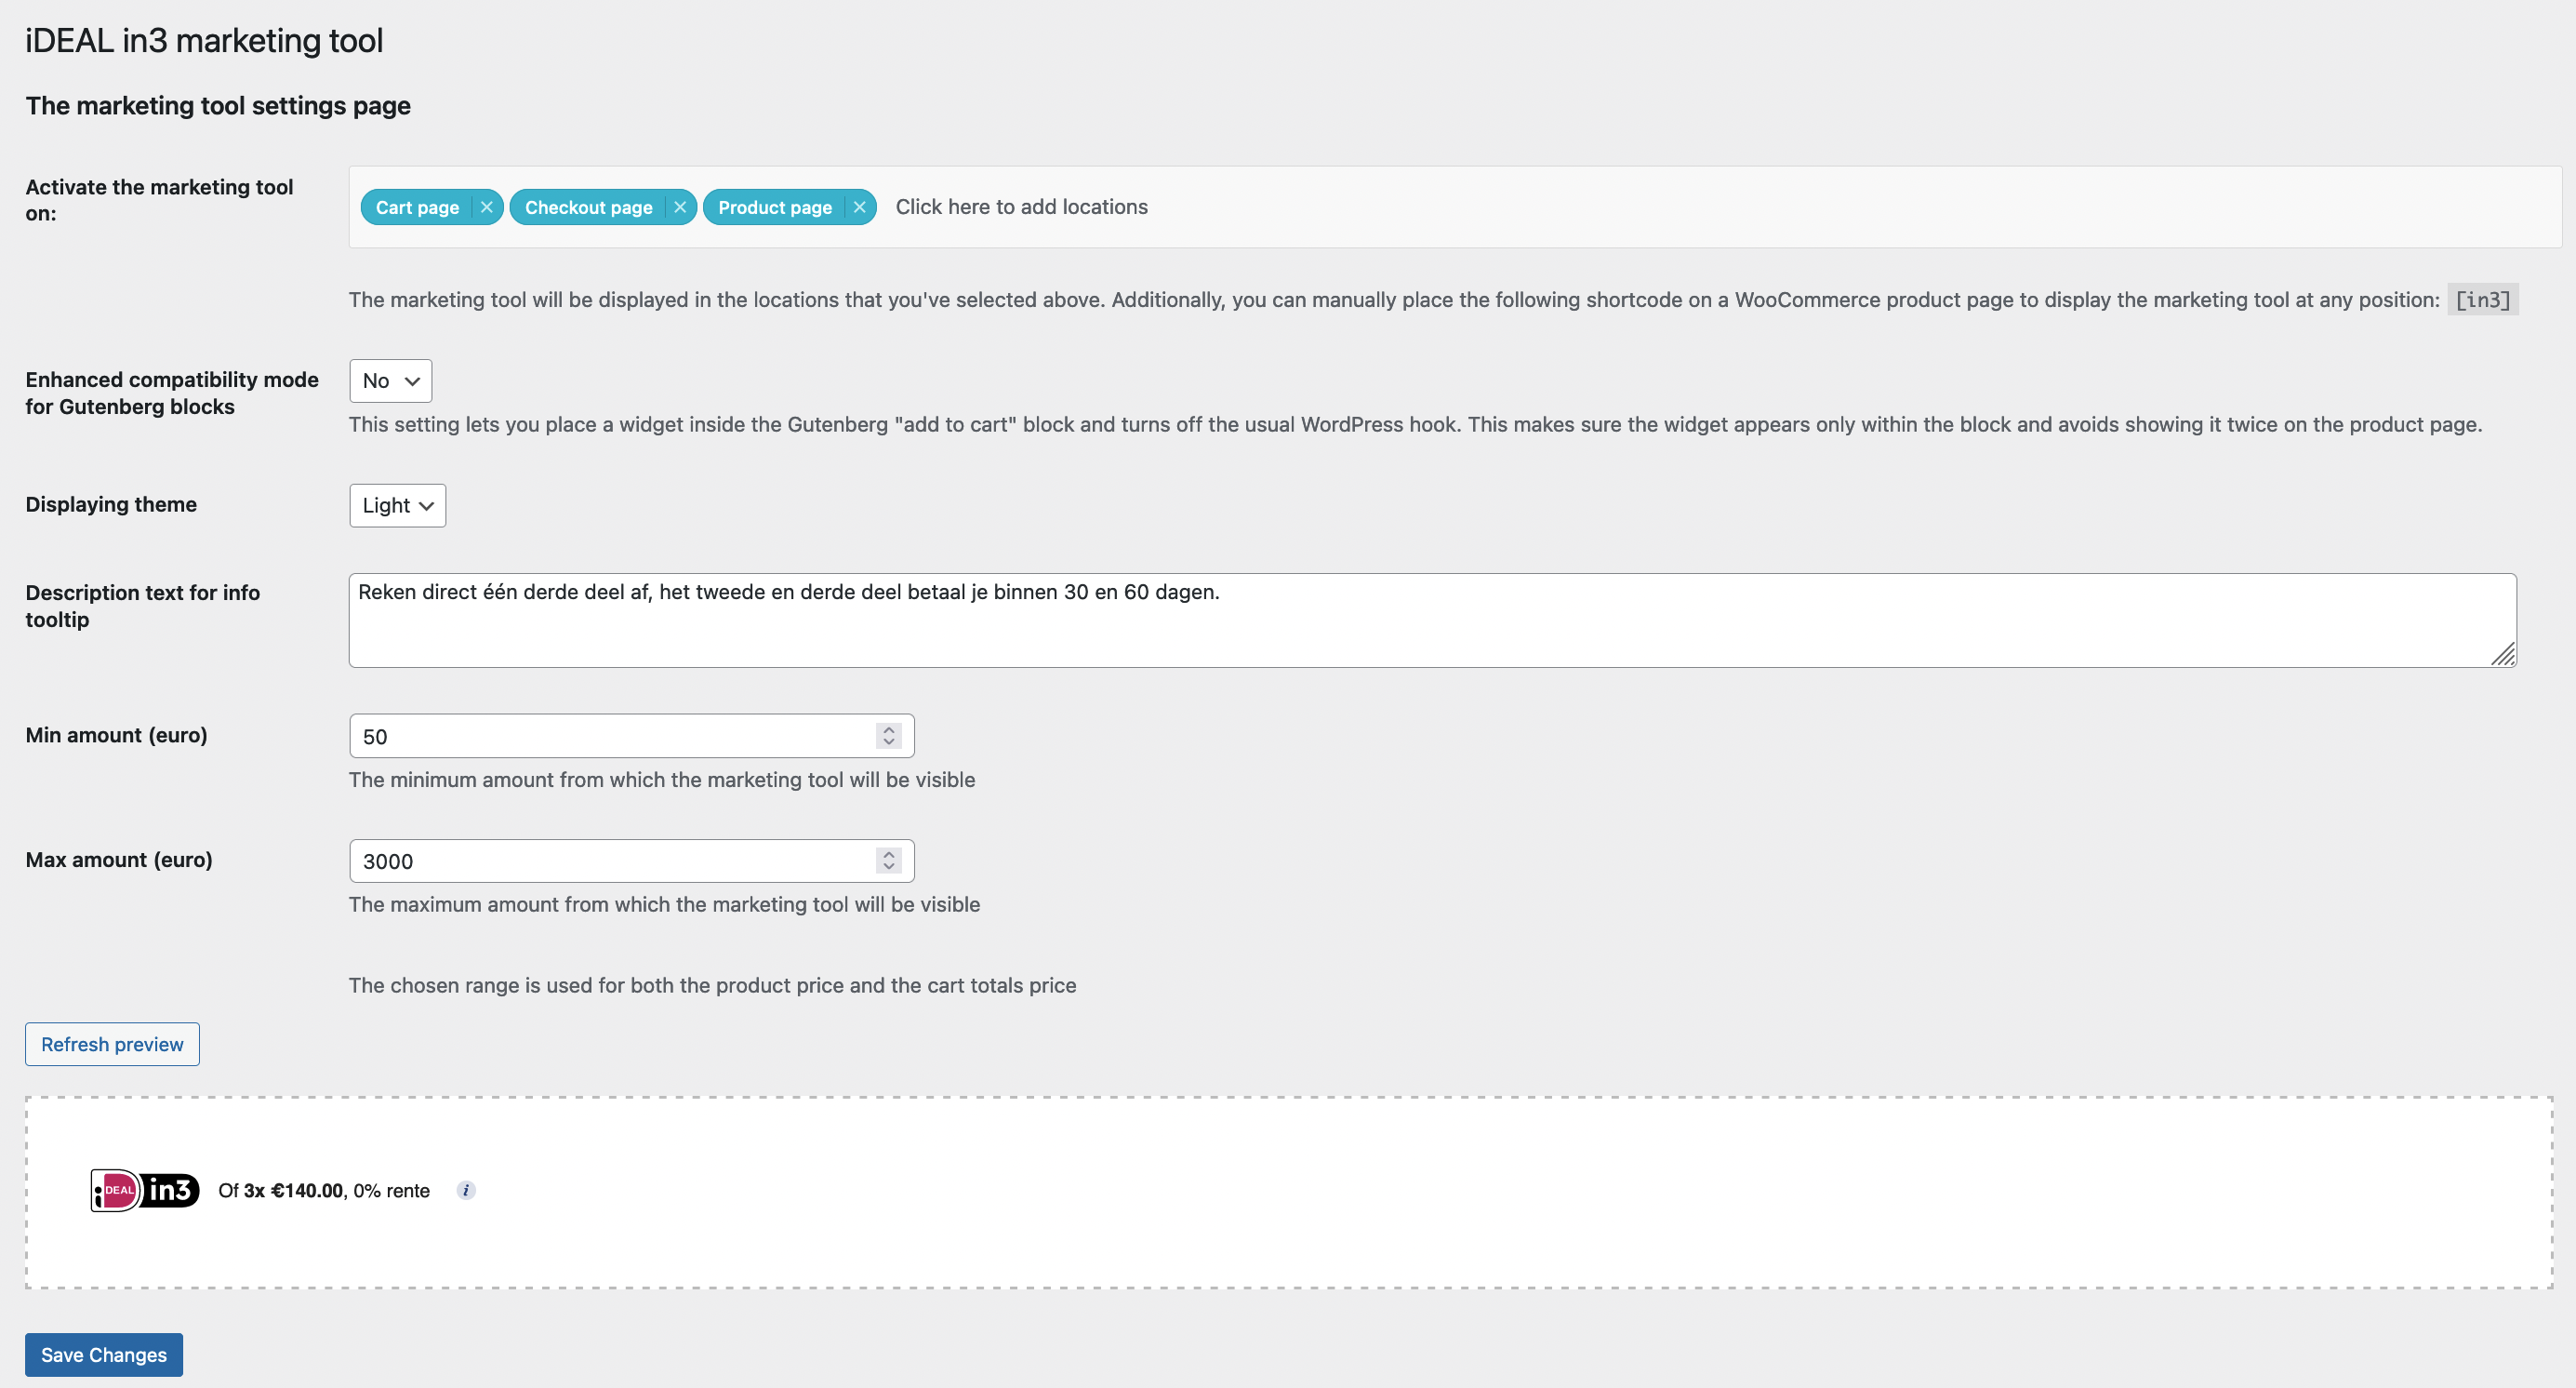 iDEAL in3 marketing tool
The marketing tool settings page
Activate the marketing tool
on:
Cart page × Checkout page × Product page × Click here to add locations
The marketing tool will be displayed in the locations that you've selected above. Additionally, you can manually place the following shortcode on a WooCommerce product page to display the marketing tool at any position: [in3]
Enhanced compatibility mode
for Gutenberg blocks
No
This setting lets you place a widget inside the Gutenberg "add to cart" block and turns off the usual WordPress hook. This makes sure the widget appears only within the block and avoids showing it twice on the product page.
Displaying theme
Light
Description text for info
tooltip
Reken direct één derde deel af, het tweede en derde deel betaal je binnen 30 en 60 dagen.
Min amount (euro)
50
The minimum amount from which the marketing tool will be visible
Max amount (euro)
3000
The maximum amount from which the marketing tool will be visible
The chosen range is used for both the product price and the cart totals price
Refresh preview
iDEAL in3 Of 3x €140.00, 0% rente i
Save Changes